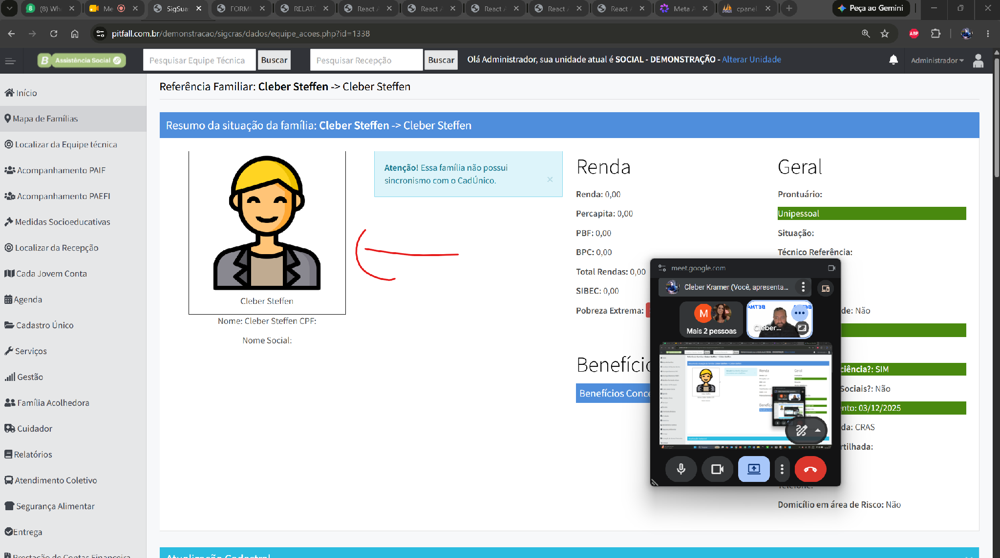 (8) Wh
Me
SigSua
FORM
RELATÓ
React A
React A
React A
React A
React A
Meta A
cpanel
Peça ao Gemini
pitfall.com.br/demonstracao/sigcras/dados/equipe_acoes.php?id=1338
ABP
B Assistência Social
Pesquisar Equipe Técnica
Buscar
Pesquisar Recepção
Buscar
Olá Administrador, sua unidade atual é SOCIAL - DEMONSTRAÇÃO - Alterar Unidade
Administrador
Início
Mapa de Famílias
Localizar da Equipe técnica
Acompanhamento PAIF
Acompanhamento PAEFI
Medidas Socioeducativas
Localizar da Recepção
Cada Jovem Conta
Agenda
Cadastro Único
Serviços
Gestão
Família Acolhedora
Cuidador
Relatórios
Atendimento Coletivo
Segurança Alimentar
Entrega
Prestação de Contas Financeira
Referência Familiar: Cleber Steffen -> Cleber Steffen
Resumo da situação da família: Cleber Steffen -> Cleber Steffen
Cleber Steffen
Nome: Cleber Steffen CPF:
Nome Social:
Atenção! Essa família não possui
sincronismo com o CadÚnico.
Renda
Renda: 0,00
Percapita: 0,00
PBF: 0,00
BPC: 0,00
Total Rendas: 0,00
SIBEC: 0,00
Pobreza Extrema:
Benefício
Benefícios Conce
Geral
Prontuário:
Unipessoal
Situação:
Técnico Referência:
de: Não
ciência?: SIM
Sociais?: Não
nto: 03/12/2025
da: CRAS
rtilhada:
Telefone:
Domicílio em área de Risco: Não
meet.google.com
Cleber Kramer (Você, apresenta...
M
Mais 2 pessoas
BETHA
Cleber...
Atualização Cadastral